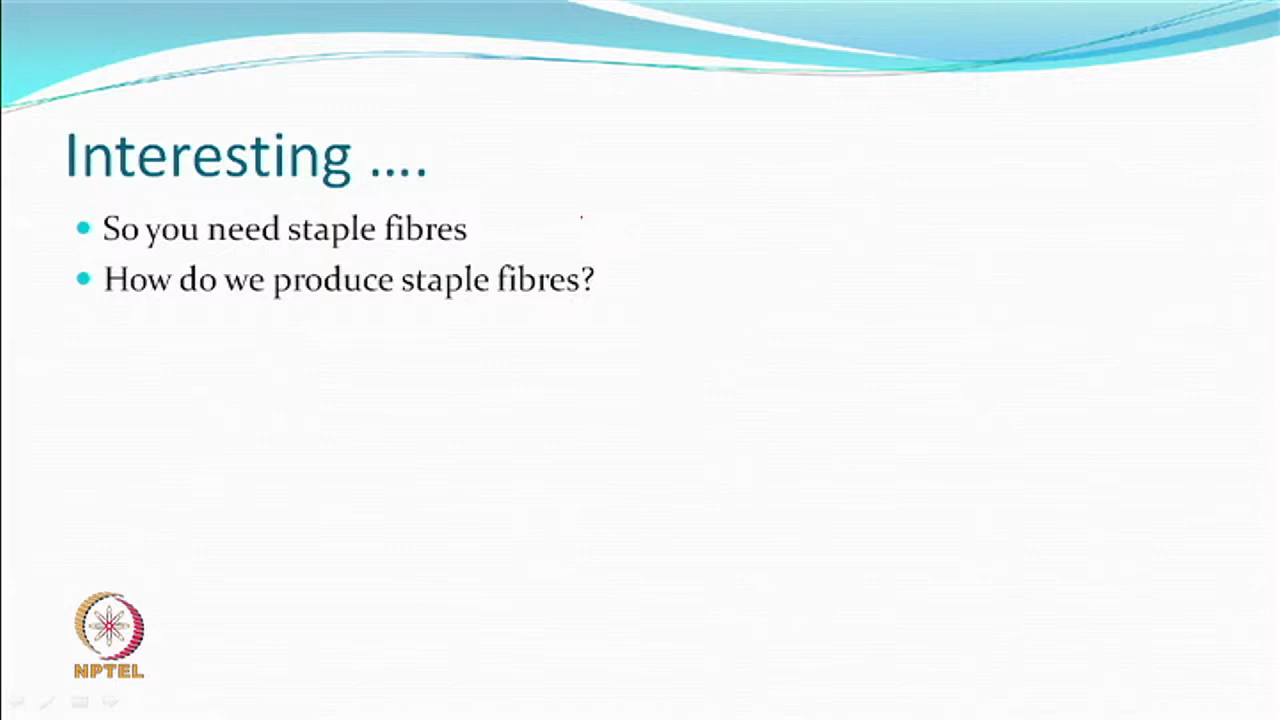 Interesting ....
So you need staple fibres
How do we produce staple fibres?
NPTEL